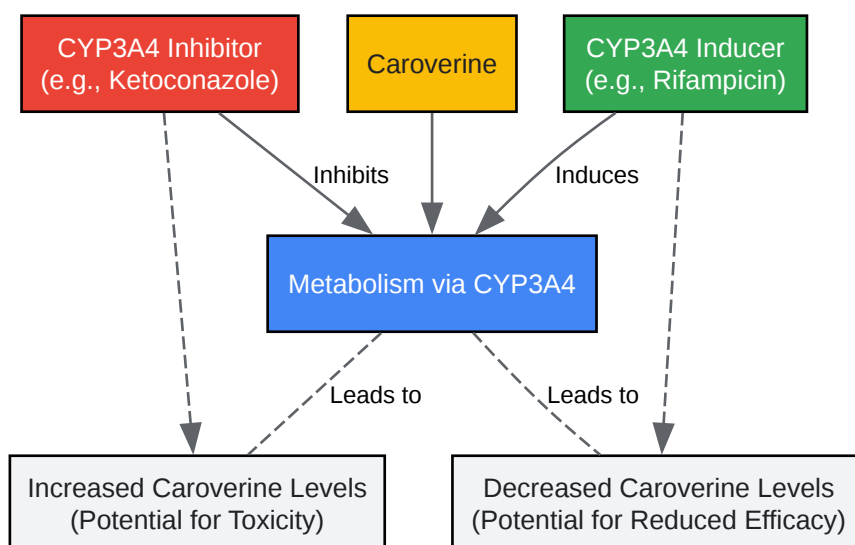 CYP3A4 Inhibitor
(e.g., Ketoconazole)
Caroverine
CYP3A4 Inducer
(e.g., Rifampicin)
Inhibits
Induces
Metabolism via CYP3A4
Leads to
Leads to
Increased Caroverine Levels
(Potential for Toxicity)
Decreased Caroverine Levels
(Potential for Reduced Efficacy)